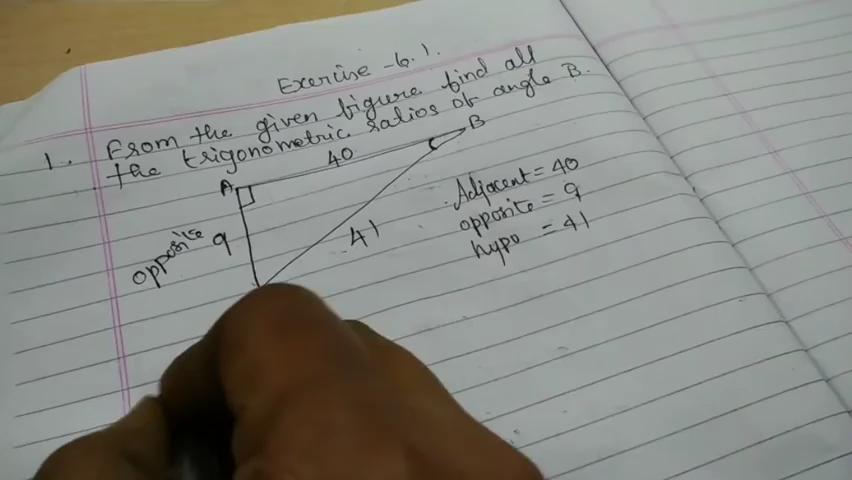 Exercise - 6.1.
1. From the given figure find all
the trigonometric ratios of angle B.
A
40
B
opposite 9
41
Adjacent = 40
opposite = 9
hypo = 41